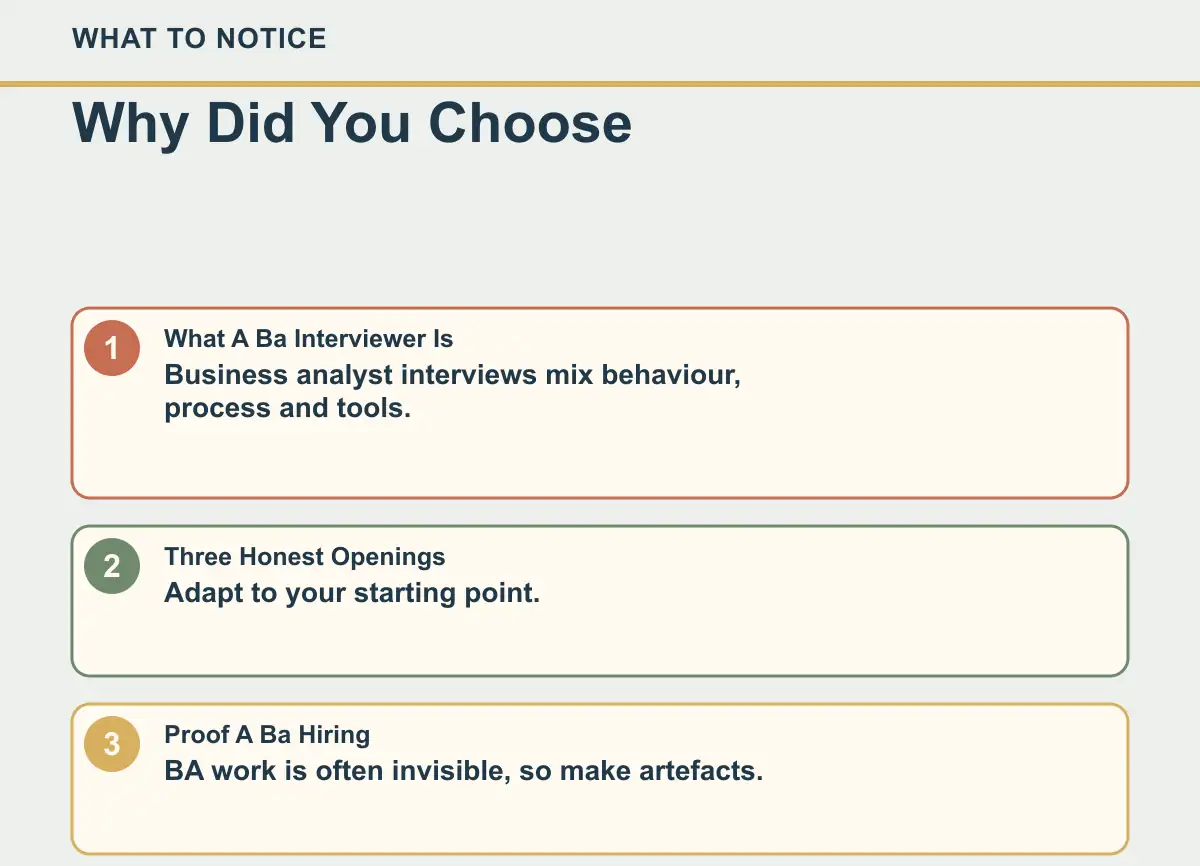 WHAT TO NOTICE
Why Did You Choose
1
What A Ba Interviewer Is
Business analyst interviews mix behaviour,
process and tools.
2
Three Honest Openings
Adapt to your starting point.
3
Proof A Ba Hiring
BA work is often invisible, so make artefacts.